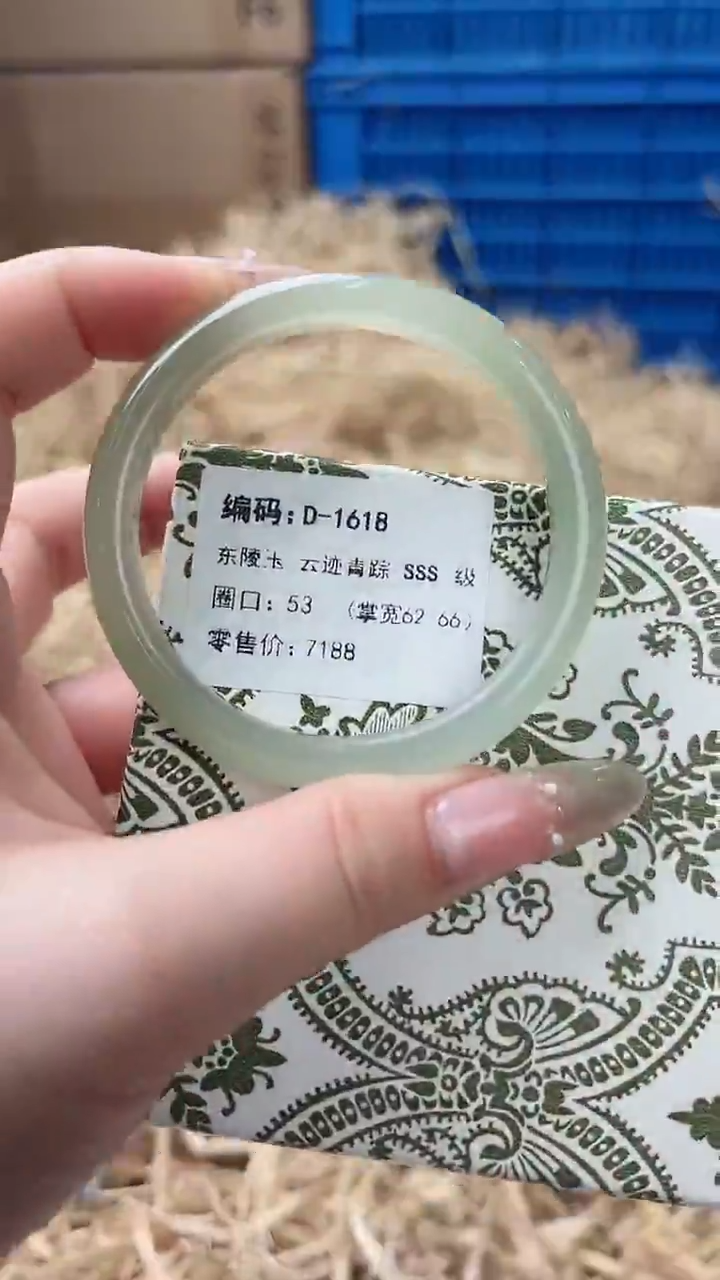 编码:D-1618
东陵玉 云迹青踪 SSS 级
圈口: 53 (掌宽62 66)
零售价: 7188